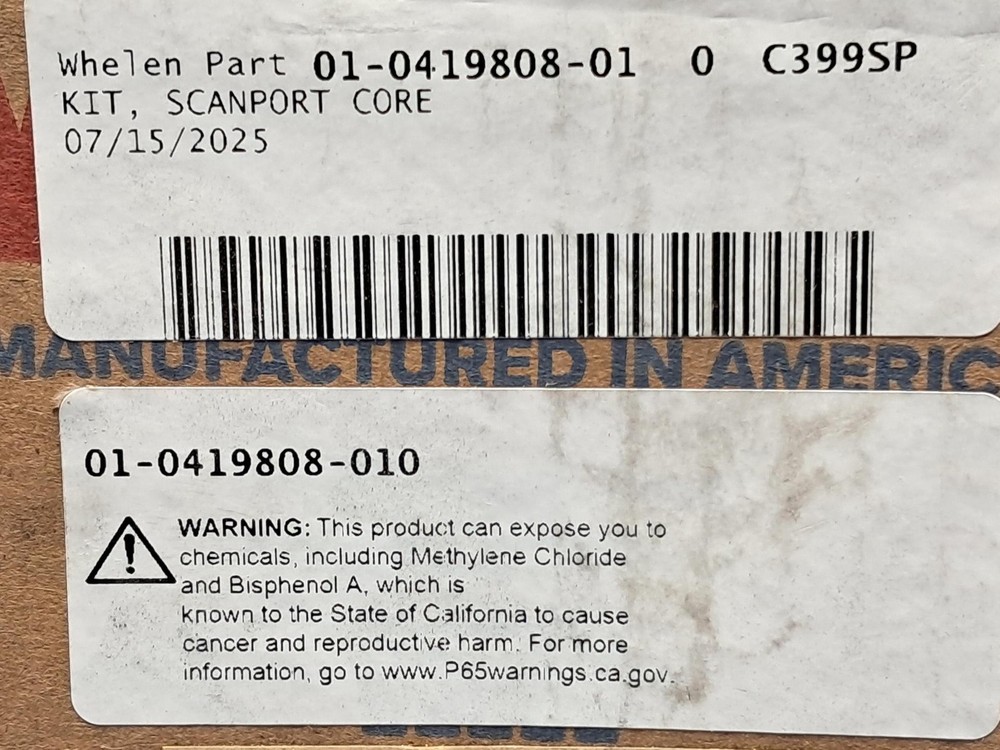 Whelen Part 01-0419808-01 0 C399SP
KIT, SCANPORT CORE
07/15/2025
MANUFACTURED IN AMERIC
01-0419808-010
WARNING: This product can expose you to
chemicals, including Methylene Chloride
and Bisphenol A, which is
known to the State of California to cause
cancer and reproductive harm. For more
information, go to www.P65warnings.ca.gov.